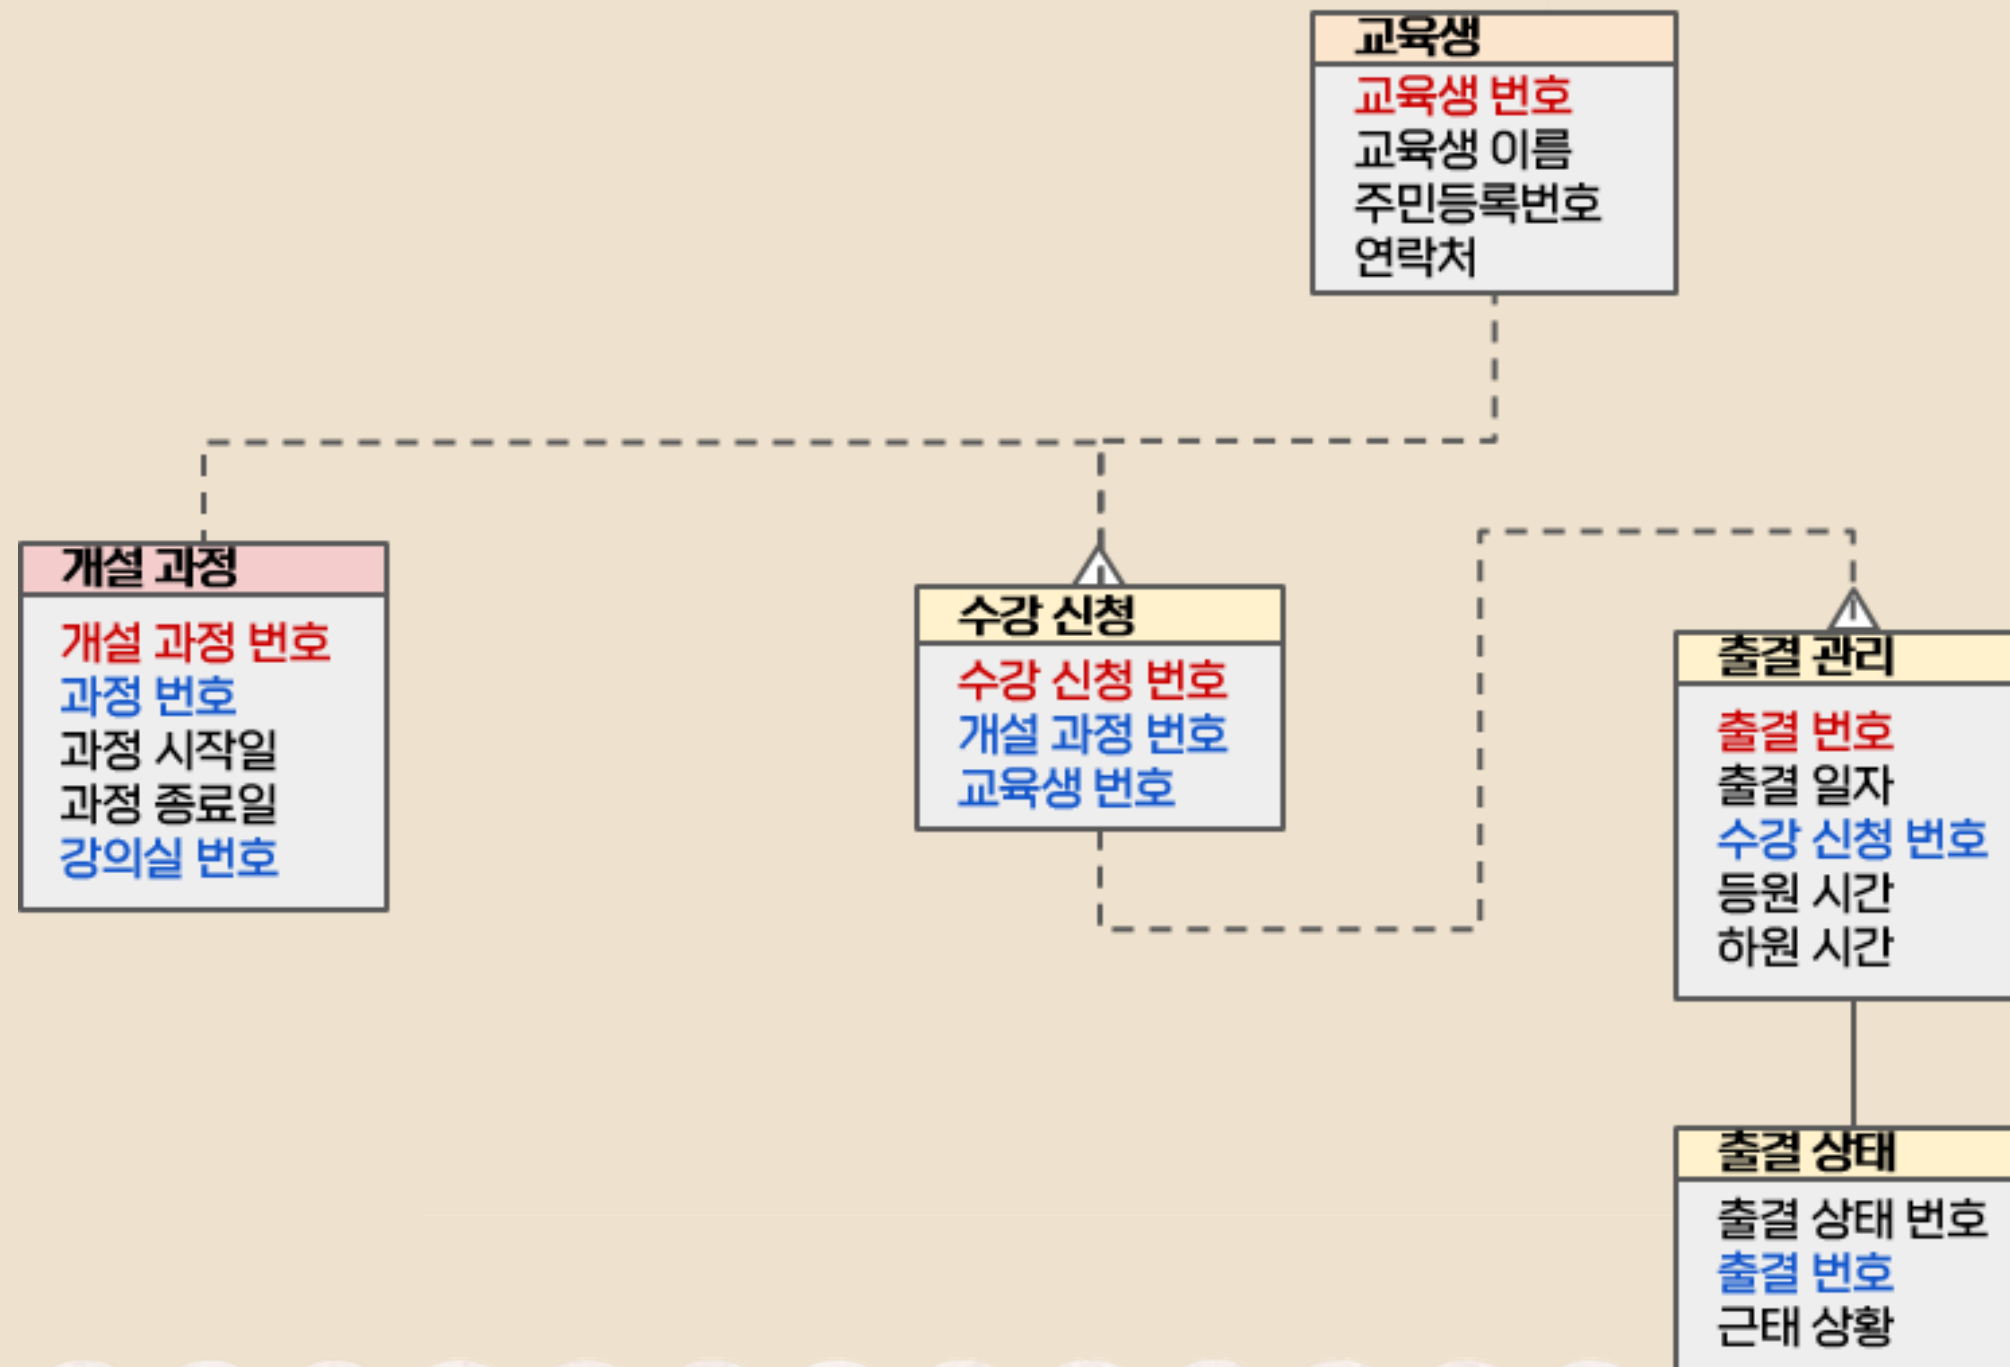 교육생
교육생 번호
교육생 이름
주민등록번호
연락처
개설 과정
개설 과정 번호
과정 번호
과정 시작일
과정 종료일
강의실 번호
수강 신청
수강 신청 번호
개설 과정 번호
교육생 번호
출결 관리
출결 번호
출결 일자
수강 신청 번호
등원 시간
하원 시간
출결 상태
출결 상태 번호
출결 번호
근태 상황